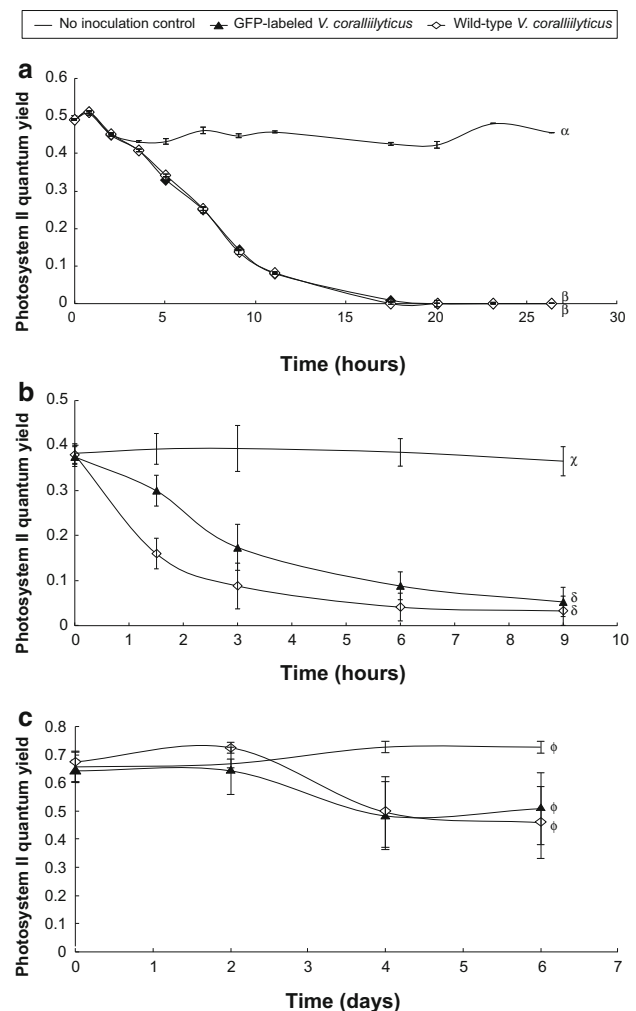 No inoculation control GFP-labeled V. coralliilyticus Wild-type V. coralliilyticus
a
Photosystem II quantum yield
0.6
0.5
0.4
0.3
0.2
0.1
0
α
β
β
0 5 10 15 20 25 30
Time (hours)
b
Photosystem II quantum yield
0.5
0.4
0.3
0.2
0.1
0
χ
δ
δ
0 1 2 3 4 5 6 7 8 9 10
Time (hours)
c
Photosystem II quantum yield
0.8
0.7
0.6
0.5
0.4
0.3
0.2
0.1
0
ϕ
ϕ
ϕ
0 1 2 3 4 5 6 7
Time (days)